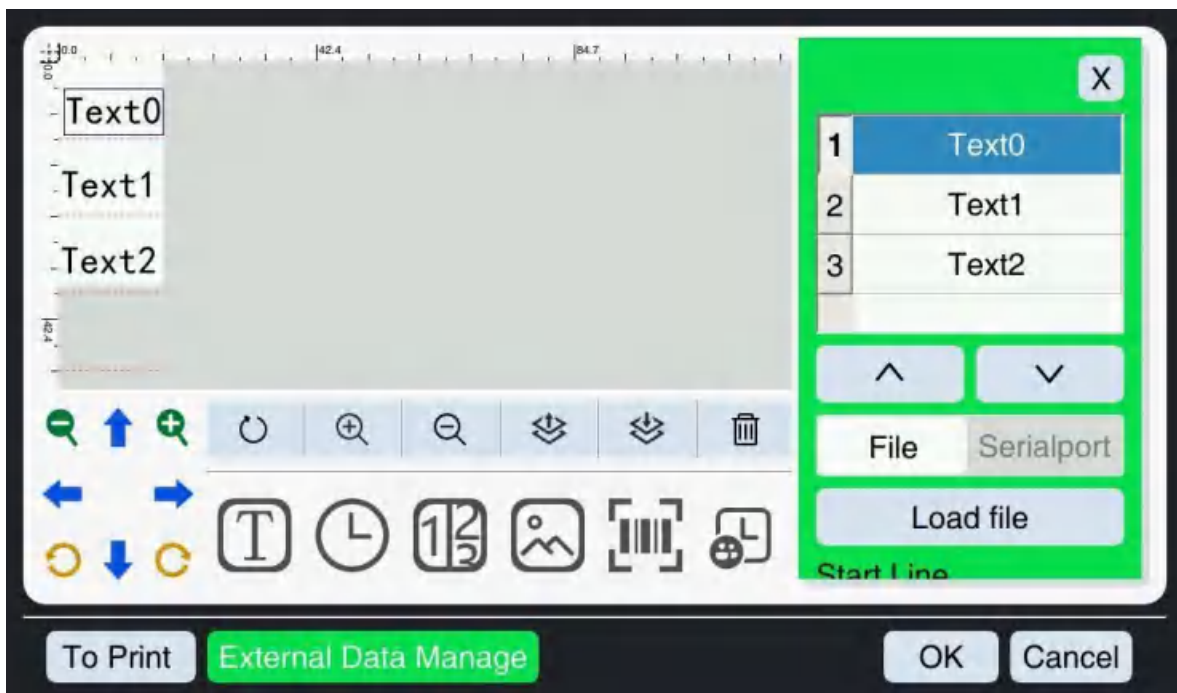 0.0
42.4
84.7
0.0
X
Text0
Text1
Text2
42.4
1 Text0
2 Text1
3 Text2
File
Serialport
Load file
Start Line
T
123
To Print
External Data Manage
OK
Cancel